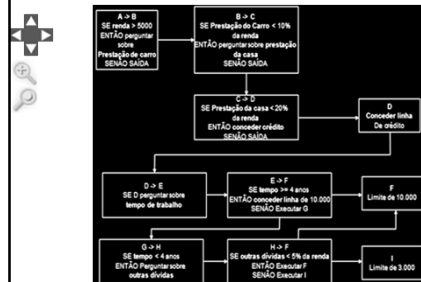 A -> B
SE renda > 5000
ENTÃO perguntar
sobre
Prestação de carro
SENÃO SAÍDA
B -> C
SE Prestação do Carro < 10%
da renda
ENTÃO perguntar sobre prestação
da casa
SENÃO SAÍDA
C -> D
SE Prestação da casa <20%
da renda
ENTÃO conceder crédito
SENÃO SAÍDA
D
Conceder linha
De crédito
D -> E
SE D perguntar sobre
tempo de trabalho
E -> F
SE tempo >= 4 anos
ENTÃO conceder linha de 10.000
SENÃO Executar G
F
Limite de 10.000
G -> H
SE tempo < 4 anos
ENTÃO Perguntar sobre
outras dívidas
H -> F
SE outras dívidas < 5% da renda
ENTÃO Executar F
SENÃO Executar I
I
Limite de 3.000